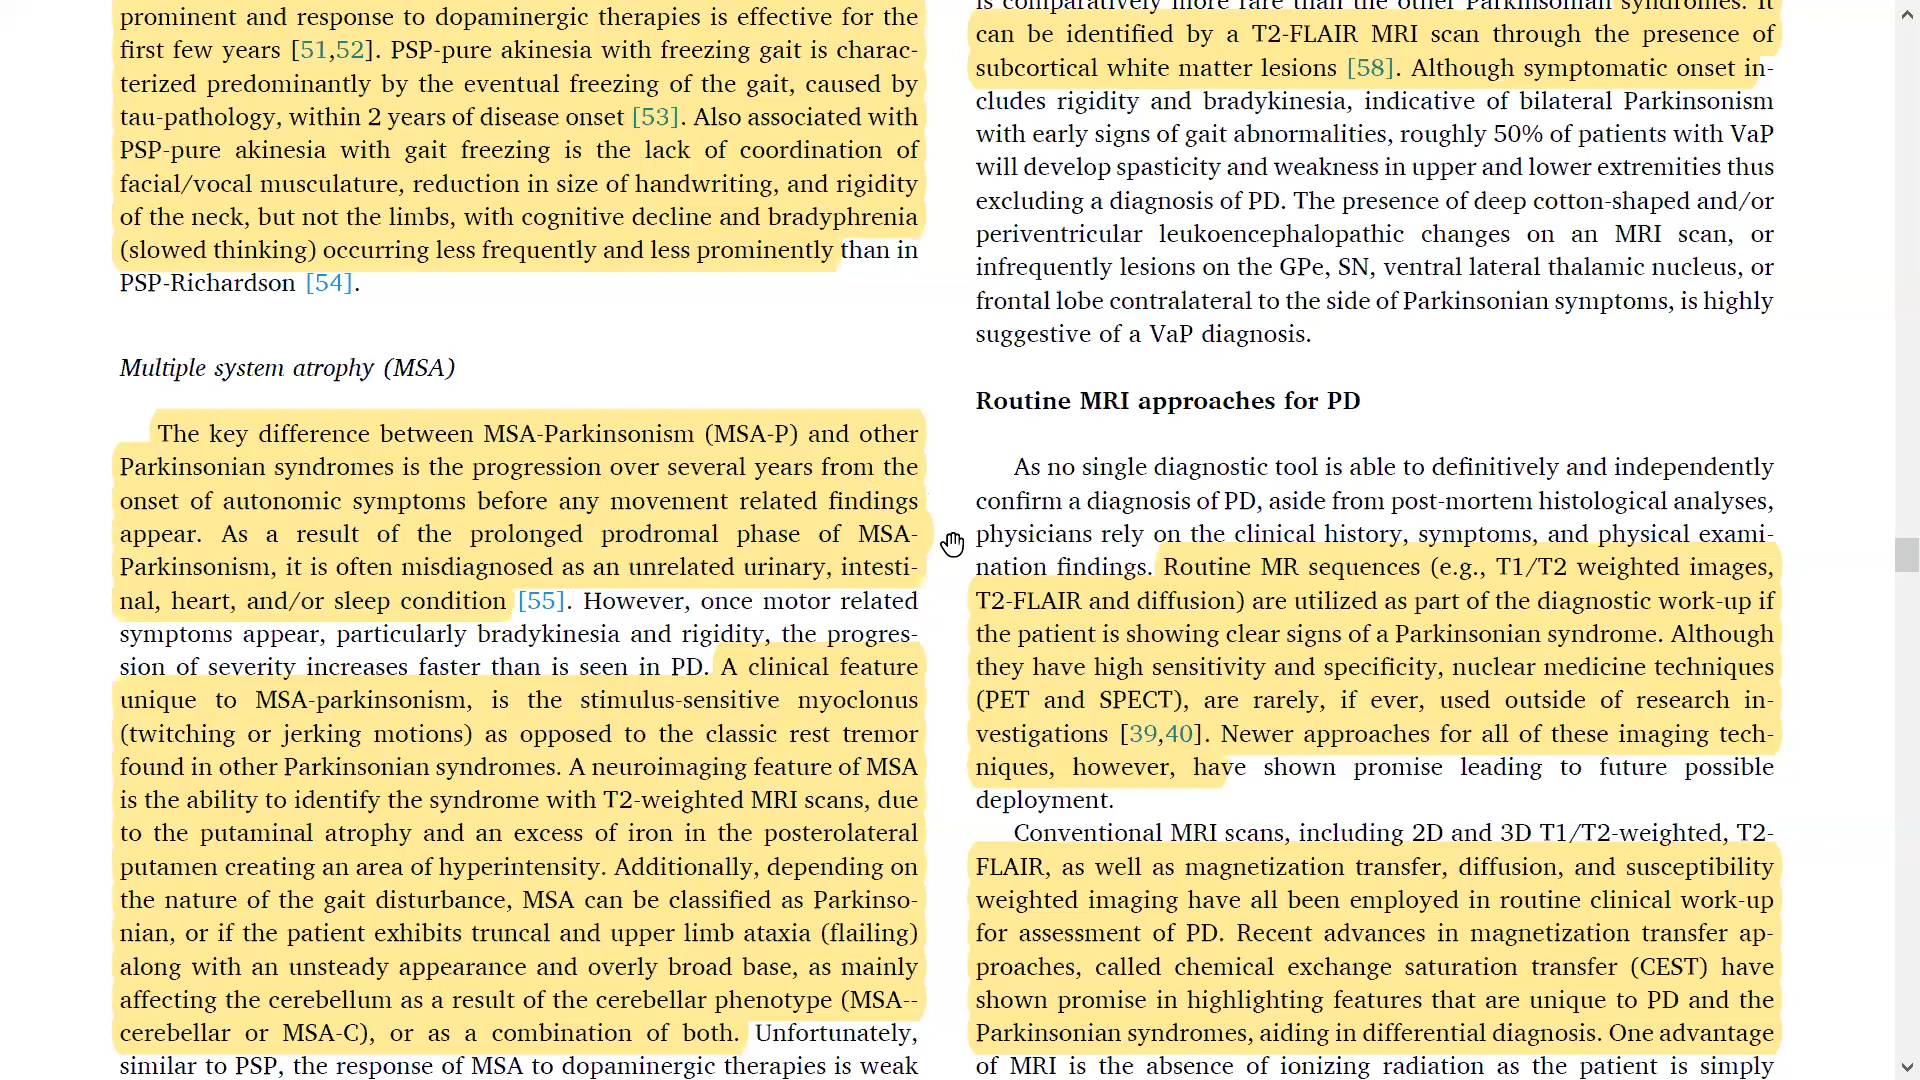 prominent and response to dopaminergic therapies is effective for the
first few years [51,52]. PSP-pure akinesia with freezing gait is charac-
terized predominantly by the eventual freezing of the gait, caused by
tau-pathology, within 2 years of disease onset [53]. Also associated with
PSP-pure akinesia with gait freezing is the lack of coordination of
facial/vocal musculature, reduction in size of handwriting, and rigidity
of the neck, but not the limbs, with cognitive decline and bradyphrenia
(slowed thinking) occurring less frequently and less prominently than in
PSP-Richardson [54].
Multiple system atrophy (MSA)
The key difference between MSA-Parkinsonism (MSA-P) and other
Parkinsonian syndromes is the progression over several years from the
onset of autonomic symptoms before any movement related findings
appear. As a result of the prolonged prodromal phase of MSA-
Parkinsonism, it is often misdiagnosed as an unrelated urinary, intesti-
nal, heart, and/or sleep condition [55]. However, once motor related
symptoms appear, particularly bradykinesia and rigidity, the progres-
sion of severity increases faster than is seen in PD. A clinical feature
unique to MSA-parkinsonism, is the stimulus-sensitive myoclonus
(twitching or jerking motions) as opposed to the classic rest tremor
found in other Parkinsonian syndromes. A neuroimaging feature of MSA
is the ability to identify the syndrome with T2-weighted MRI scans, due
to the putaminal atrophy and an excess of iron in the posterolateral
putamen creating an area of hyperintensity. Additionally, depending on
the nature of the gait disturbance, MSA can be classified as Parkinso-
nian, or if the patient exhibits truncal and upper limb ataxia (flailing)
along with an unsteady appearance and overly broad base, as mainly
affecting the cerebellum as a result of the cerebellar phenotype (MSA--
cerebellar or MSA-C), or as a combination of both. Unfortunately,
similar to PSP, the response of MSA to dopaminergic therapies is weak
is comparatively more rare than the other Parkinsonian syndromes. It
can be identified by a T2-FLAIR MRI scan through the presence of
subcortical white matter lesions [58]. Although symptomatic onset in-
cludes rigidity and bradykinesia, indicative of bilateral Parkinsonism
with early signs of gait abnormalities, roughly 50% of patients with VaP
will develop spasticity and weakness in upper and lower extremities thus
excluding a diagnosis of PD. The presence of deep cotton-shaped and/or
periventricular leukoencephalopathic changes on an MRI scan, or
infrequently lesions on the GPe, SN, ventral lateral thalamic nucleus, or
frontal lobe contralateral to the side of Parkinsonian symptoms, is highly
suggestive of a VaP diagnosis.
Routine MRI approaches for PD
As no single diagnostic tool is able to definitively and independently
confirm a diagnosis of PD, aside from post-mortem histological analyses,
physicians rely on the clinical history, symptoms, and physical exami-
nation findings. Routine MR sequences (e.g., T1/T2 weighted images,
T2-FLAIR and diffusion) are utilized as part of the diagnostic work-up if
the patient is showing clear signs of a Parkinsonian syndrome. Although
they have high sensitivity and specificity, nuclear medicine techniques
(PET and SPECT), are rarely, if ever, used outside of research in-
vestigations [39,40]. Newer approaches for all of these imaging tech-
niques, however, have shown promise leading to future possible
deployment.
Conventional MRI scans, including 2D and 3D T1/T2-weighted, T2-
FLAIR, as well as magnetization transfer, diffusion, and susceptibility
weighted imaging have all been employed in routine clinical work-up
for assessment of PD. Recent advances in magnetization transfer ap-
proaches, called chemical exchange saturation transfer (CEST) have
shown promise in highlighting features that are unique to PD and the
Parkinsonian syndromes, aiding in differential diagnosis. One advantage
of MRI is the absence of ionizing radiation as the patient is simply